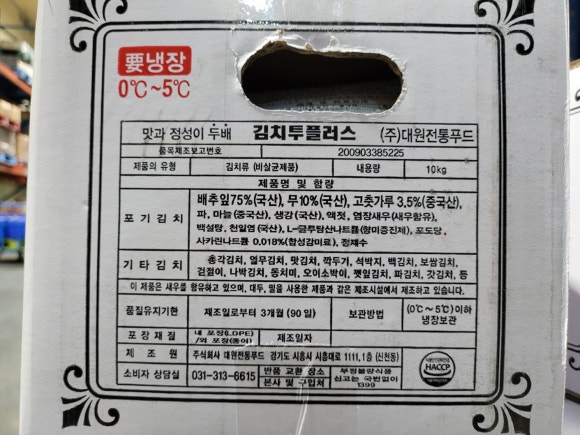 要냉장
0℃~5℃
맛과 정성이 두배 김치투플러스 (주)대원전통푸드
품목제조보고번호 200903385225
제품의 유형 김치류 (비살균제품) 내용량 10kg
제품명 및 함량
포기김치 배추잎75%(국산), 무10%(국산), 고춧가루 3.5%(중국산),
파, 마늘(중국산), 생강(국산), 액젓, 염장새우(새우함유),
백설탕, 천일염(국산), L-글루탐산나트륨(향미증진제), 포도당,
사카린나트륨 0.018%(합성감미료), 정제수
기타김치 총각김치, 열무김치, 맛김치, 깍두기, 석박지, 백김치, 보쌈김치,
겉절이, 나박김치, 동치미, 오이소박이, 깻잎김치, 파김치, 갓김치, 등
이 제품은 새우를 함유하고 있으며, 대두, 밀을 사용한 제품과 같은 제조시설에서 제조하고 있습니다.
품질유지기한 제조일로부터 3개월 (90일) 보관방법 (0℃~5℃)이하
냉장보관
포장재질 내 포장(LDPE)
/외 포장(종이) 제조일자
제조원 주식회사 대원전통푸드 경기도 시흥시 시흥대로 1111,1층 (신천동)
소비자 상담실 031-313-6615 반품 교환 장소
본사 및 구입처 부정불량식품
신고는 국번없이
1399
HACCP